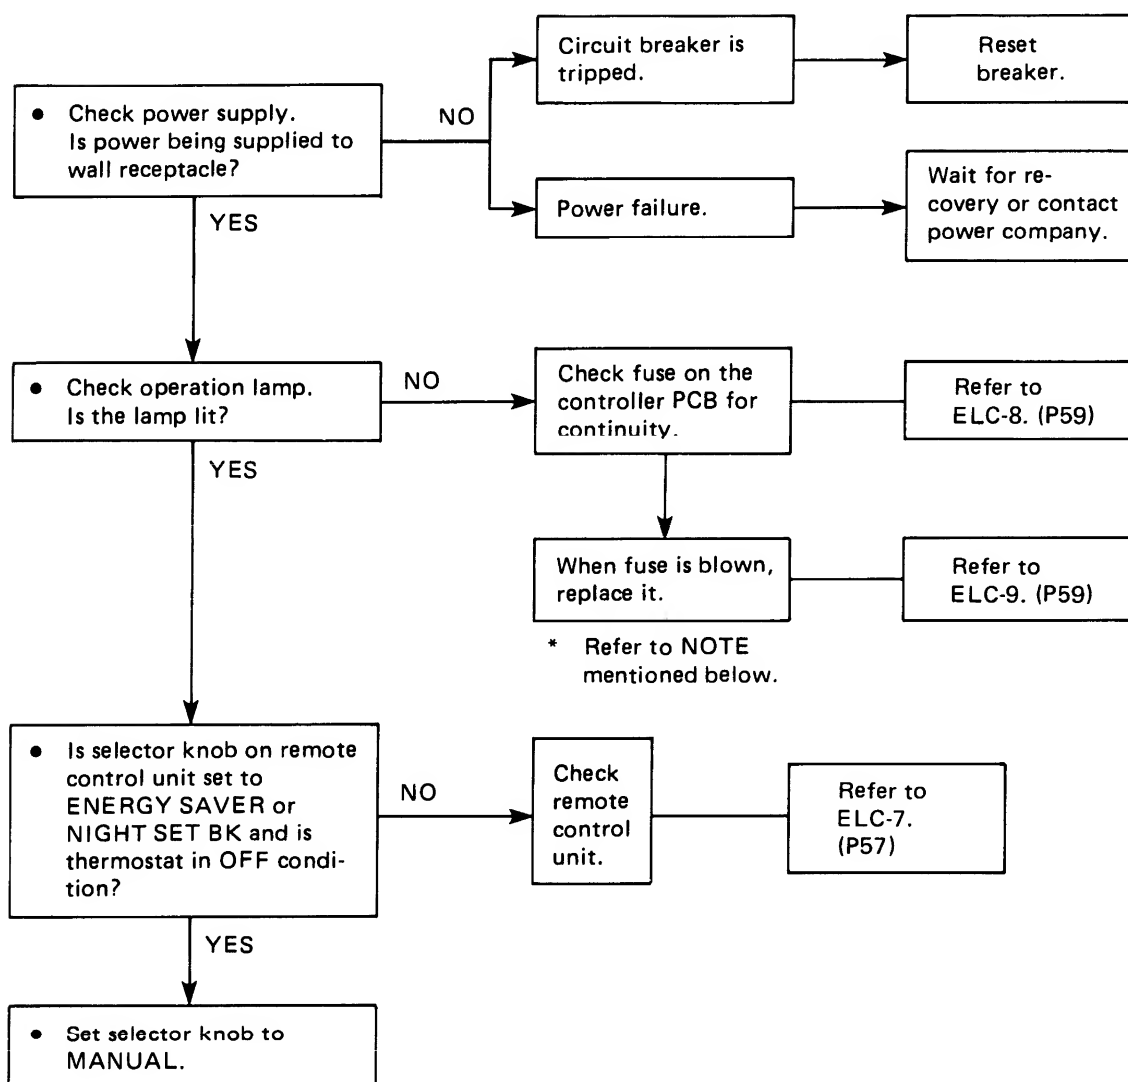 Circuit breaker is
tripped.
Reset
breaker.
● Check power supply.
Is power being supplied to
wall receptacle?
NO
Power failure.
Wait for re-
covery or contact
power company.
YES
● Check operation lamp.
Is the lamp lit?
NO
Check fuse on the
controller PCB for
continuity.
Refer to
ELC-8. (P59)
YES
When fuse is blown,
replace it.
Refer to
ELC-9. (P59)
* Refer to NOTE
mentioned below.
● Is selector knob on remote
control unit set to
ENERGY SAVER or
NIGHT SET BK and is
thermostat in OFF condi-
tion?
NO
Check
remote
control
unit.
Refer to
ELC-7.
(P57)
YES
● Set selector knob to
MANUAL.